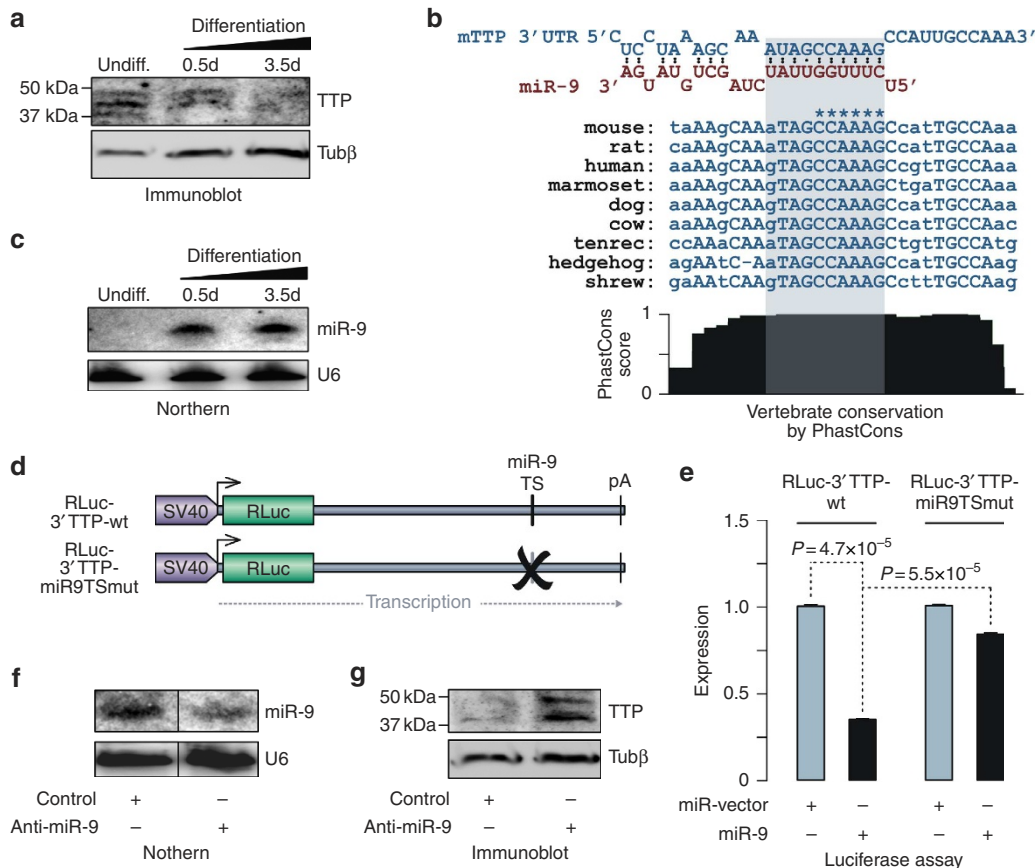 a
Differentiation
Undiff. 0.5d 3.5d
50 kDa
37 kDa
TTP
Tubβ
Immunoblot
b
C C A AA CCAUUGCCAAA3′
mTTP 3′UTR 5′ UC UA AGC AUAGCCAAAG
AG AU UCG UAUUGGUUUC
miR-9 3′ U G AUC U5′
******
mouse: taAAgCAAaTAGCCAAAGCcatTGCCAaa
rat: caAAgCAAaTAGCCAAAGCcgtTGCCAaa
human: aaAAgCAAgTAGCCAAAGCcatTGCCAaa
marmoset: aaAAgCAAgTAGCCAAAGCtgaTGCCAaa
dog: aaAAgCAAgTAGCCAAAGCcatTGCCAaa
cow: aaAAgCAAgTAGCCAAAGCcatTGCCAac
tenrec: ccAAaCAAaTAGCCAAAGCtgtTGCCAtg
hedgehog: agAAtC-AaTAGCCAAAGCcatTGCCAag
shrew: gaAAtCAAgTAGCCAAAGCcttTGCCAag
PhastCons score
1
0
Vertebrate conservation
by PhastCons
c
Differentiation
Undiff. 0.5d 3.5d
miR-9
U6
Northern
d
miR-9
TS
pA
RLuc-
3′TTP-wt
SV40 RLuc
RLuc-
3′TTP-
miR9TSmut
SV40 RLuc
Transcription
e
RLuc-3′TTP-
wt
RLuc-3′TTP-
miR9TSmut
P=4.7×10−5
P=5.5×10−5
Expression
1.5
1.0
0.5
0
miR-vector + − + −
miR-9 − + − +
Luciferase assay
f
miR-9
U6
Control + −
Anti-miR-9 − +
Nothern
g
50 kDa
37 kDa
TTP
Tubβ
Control + −
Anti-miR-9 − +
Immunoblot